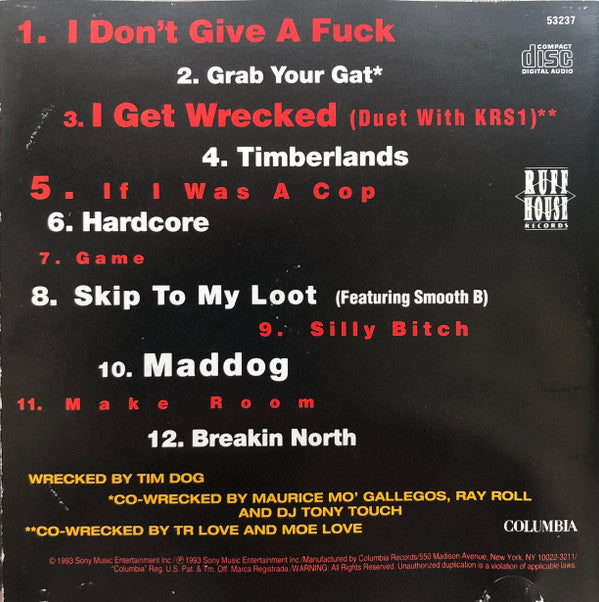 53237
1. I Don't Give A Fuck
COMPACT
disc
DIGITAL AUDIO
2. Grab Your Gat*
3. I Get Wrecked (Duet With KRS1)**
4. Timberlands
5. If I Was A Cop
RUFF
HOUSE
RECORDS
6. Hardcore
7. Game
8. Skip To My Loot (Featuring Smooth B)
9. Silly Bitch
10. Maddog
11. Make Room
12. Breakin North
WRECKED BY TIM DOG
*CO-WRECKED BY MAURICE MO' GALLEGOS, RAY ROLL
AND DJ TONY TOUCH
**CO-WRECKED BY TR LOVE AND MOE LOVE
COLUMBIA
© 1993 Sony Music Entertainment Inc./℗ 1993 Sony Music Entertainment Inc./Manufactured by Columbia Records/550 Madison Avenue, New York, NY 10022-3211/
"Columbia" Reg. U.S. Pat. & Tm. Off. Marca Registrada./WARNING: All Rights Reserved. Unauthorized duplication is a violation of applicable laws.